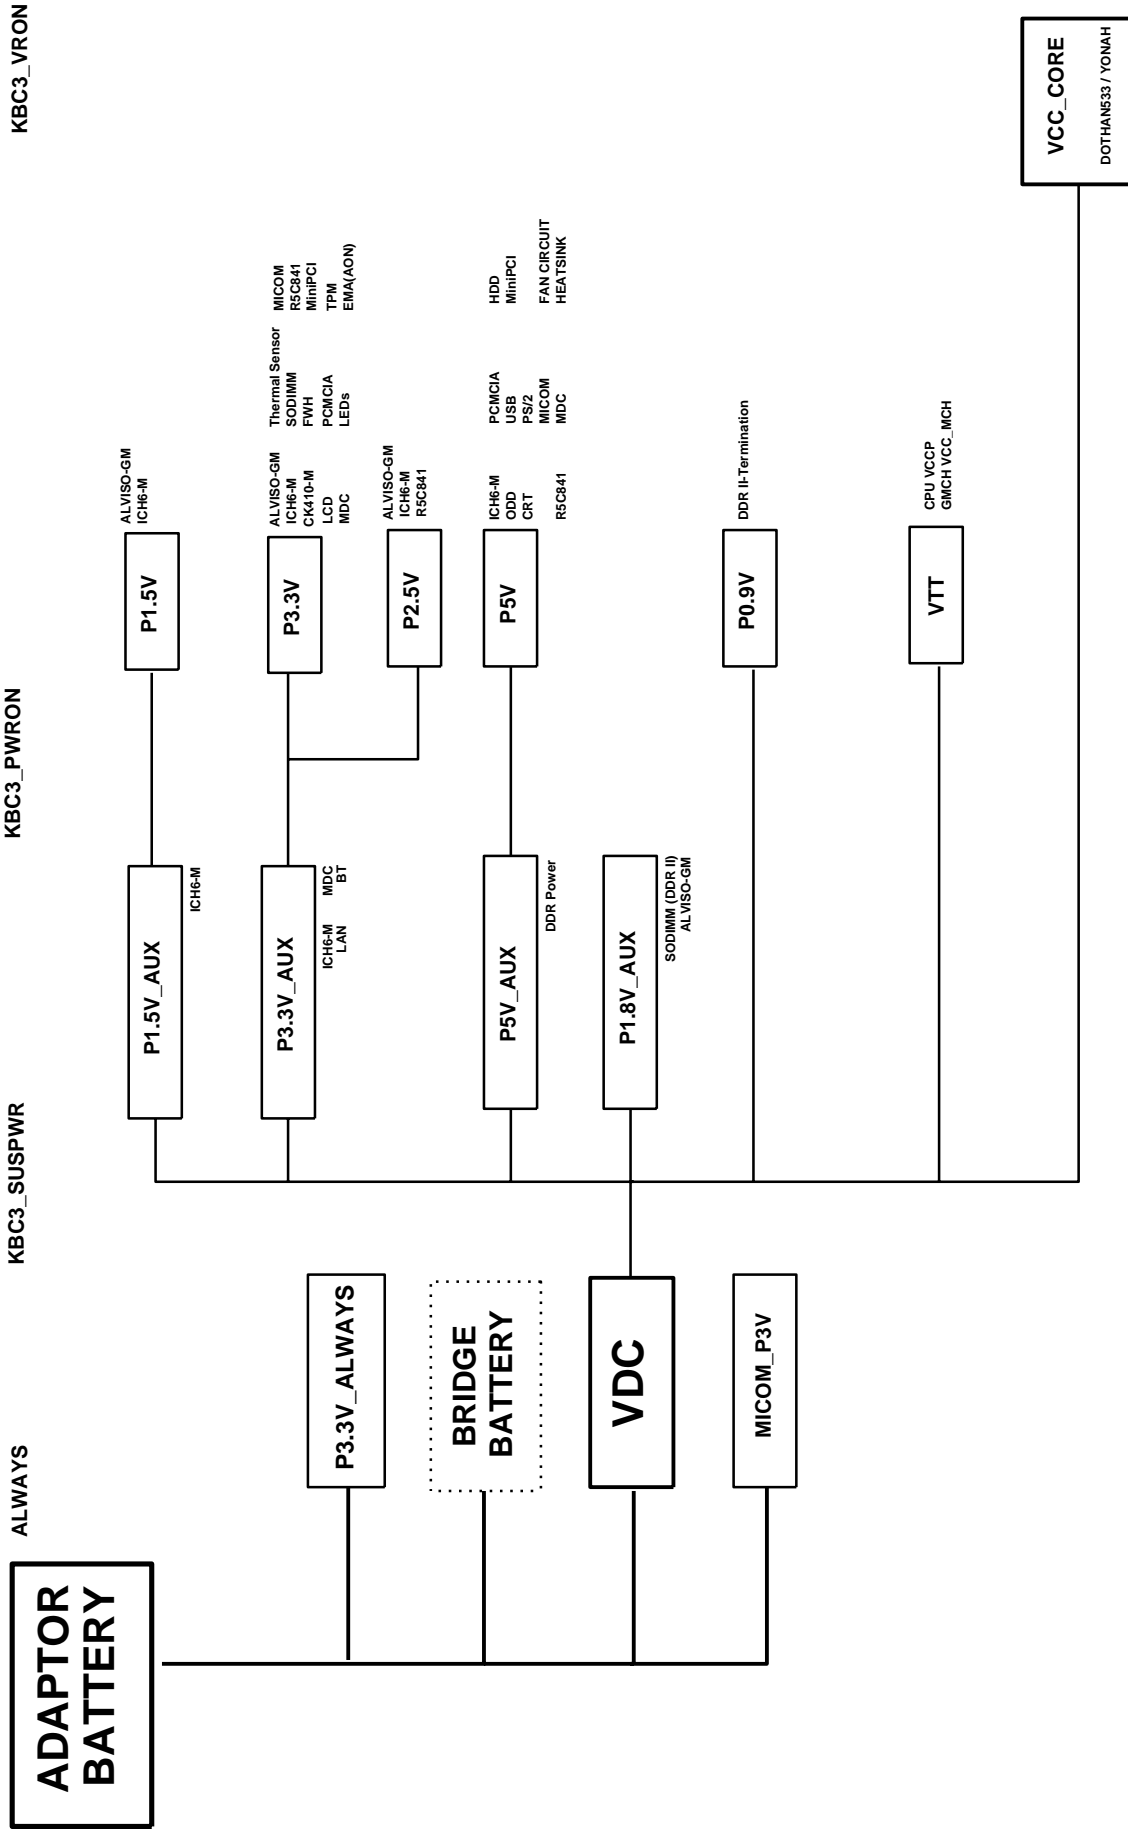 ADAPTOR
BATTERY
ALWAYS
KBC3_SUSPWR
KBC3_PWRON
KBC3_VRON
P3.3V_ALWAYS
BRIDGE
BATTERY
VDC
MICOM_P3V
P1.5V_AUX
ICH6-M
P3.3V_AUX
ICH6-M MDC
LAN BT
P5V_AUX
DDR Power
P1.8V_AUX
SODIMM (DDR II)
ALVISO-GM
P1.5V
ALVISO-GM
ICH6-M
P3.3V
ALVISO-GM Thermal Sensor MICOM
ICH6-M SODIMM R5C841
CK410-M FWH MiniPCI
LCD PCMCIA TPM
MDC LEDs EMA(AON)
P2.5V
ALVISO-GM
ICH6-M
R5C841
P5V
ICH6-M PCMCIA HDD
ODD USB MiniPCI
CRT PS/2
MICOM FAN CIRCUIT
R5C841 MDC HEATSINK
P0.9V
DDR II-Termination
VTT
CPU VCCP
GMCH VCC_MCH
VCC_CORE
DOTHAN533 / YONAH